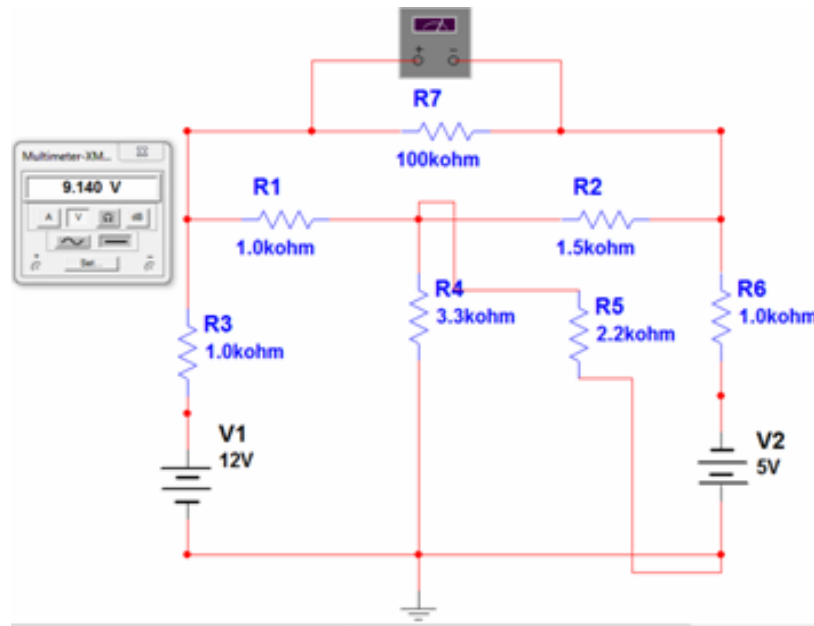 R7
100kohm
Multimeter-XM...
9.140 V
A V Ω dB
Set...
+ -
R1
1.0kohm
R2
1.5kohm
R3
1.0kohm
R4
3.3kohm
R5
2.2kohm
R6
1.0kohm
V1
12V
V2
5V